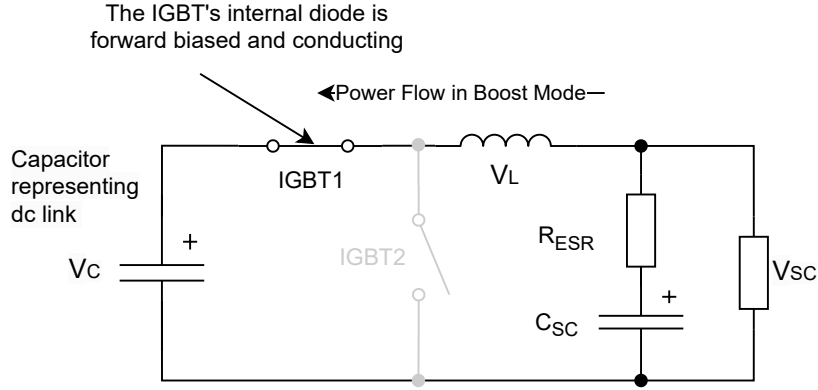 The IGBT's internal diode is
forward biased and conducting
Power Flow in Boost Mode
Capacitor
representing
dc link
IGBT1
VL
+
VC
IGBT2
RESR
+
CSC
VSC